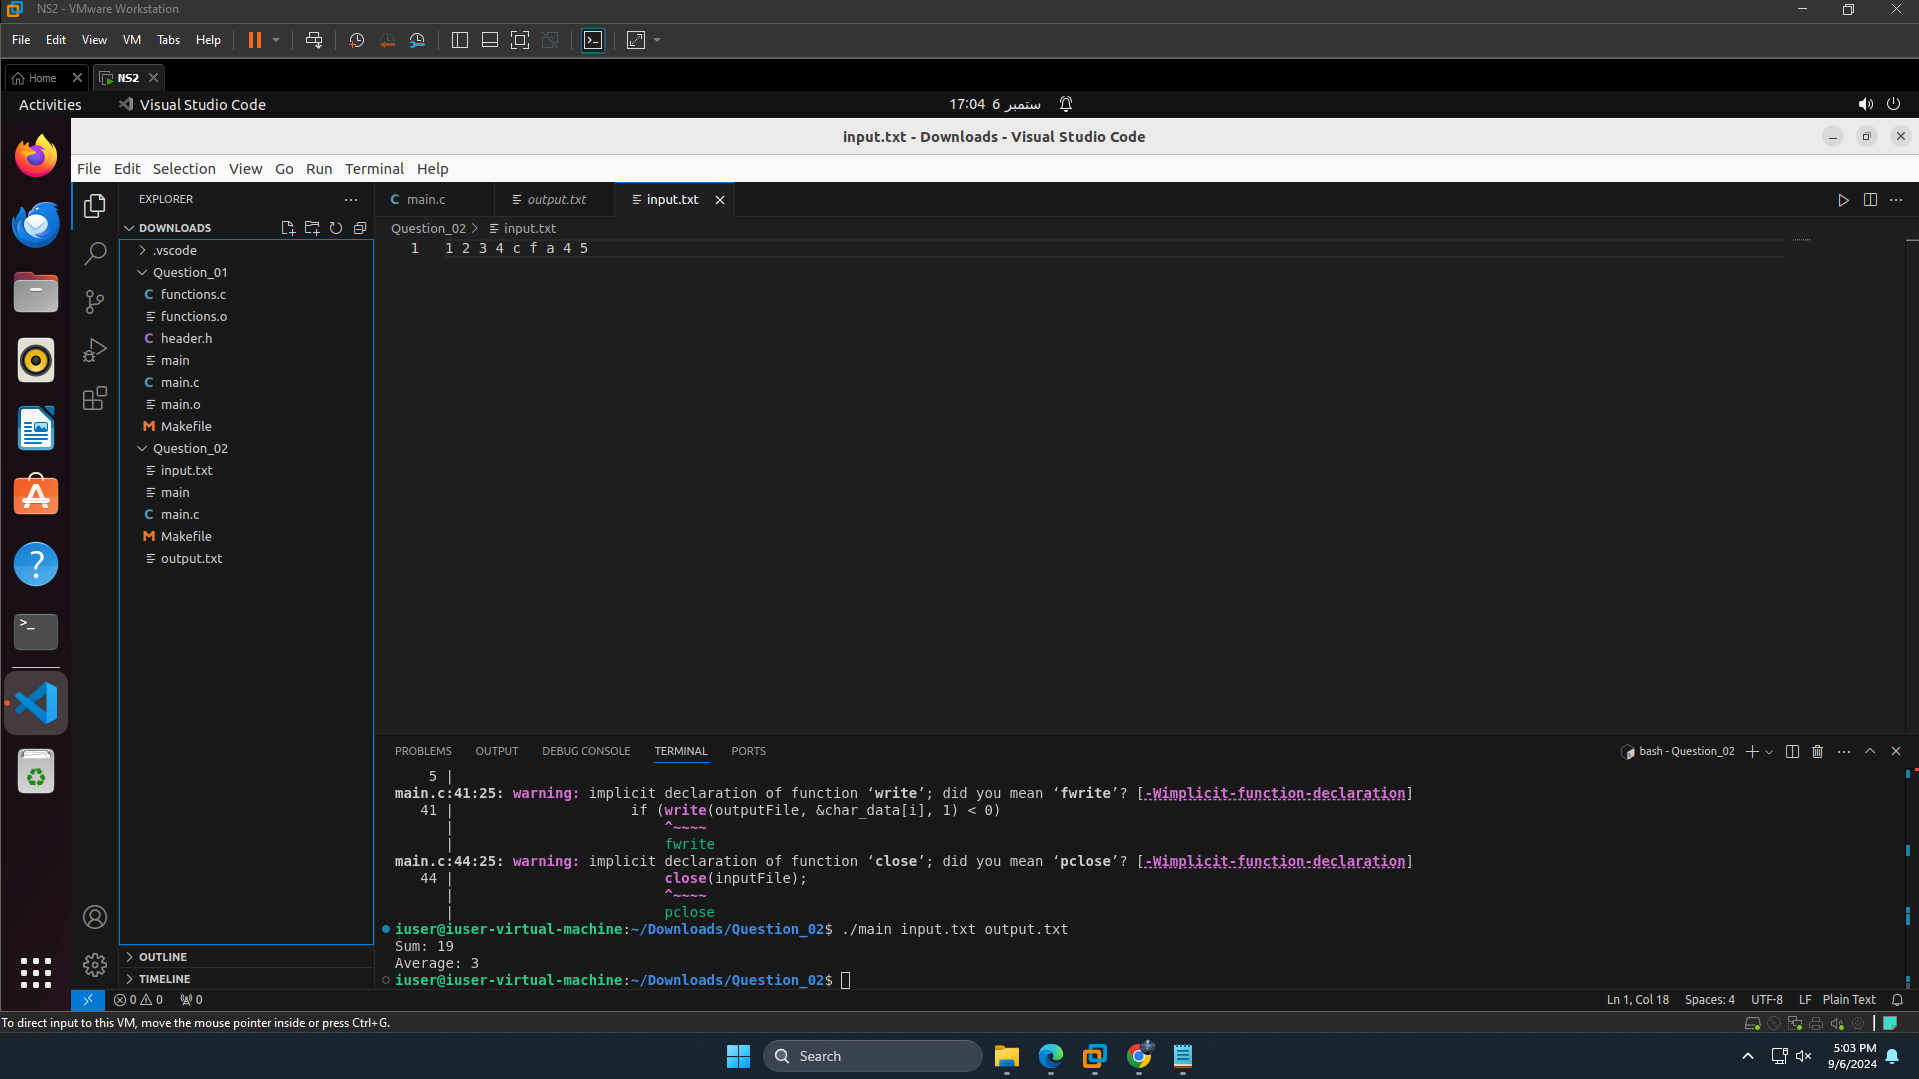 NS2 - VMware Workstation
File Edit View VM Tabs Help
Home NS2
Activities Visual Studio Code 17:04 6 ستمبر
input.txt - Downloads - Visual Studio Code
File Edit Selection View Go Run Terminal Help
EXPLORER
main.c output.txt input.txt
DOWNLOADS
Question_02 input.txt
1 1 2 3 4 c f a 4 5
.vscode
Question_01
C functions.c
functions.o
C header.h
main
C main.c
main.o
M Makefile
Question_02
input.txt
main
C main.c
M Makefile
output.txt
OUTLINE
TIMELINE
PROBLEMS OUTPUT DEBUG CONSOLE TERMINAL PORTS bash - Question_02
5 |
main.c:41:25: warning: implicit declaration of function ‘write’; did you mean ‘fwrite’? [-Wimplicit-function-declaration]
41 | if (write(outputFile, &char_data[i], 1) < 0)
| ^~~~~
| fwrite
main.c:44:25: warning: implicit declaration of function ‘close’; did you mean ‘pclose’? [-Wimplicit-function-declaration]
44 | close(inputFile);
| ^~~~~
| pclose
iuser@iuser-virtual-machine:~/Downloads/Question_02$ ./main input.txt output.txt
Sum: 19
Average: 3
iuser@iuser-virtual-machine:~/Downloads/Question_02$
0 0 0 Ln 1, Col 18 Spaces: 4 UTF-8 LF Plain Text
To direct input to this VM, move the mouse pointer inside or press Ctrl+G.
Search
5:03 PM
9/6/2024